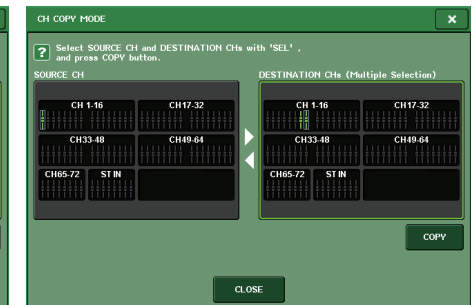 CH COPY MODE
Select SOURCE CH and DESTINATION CHs with 'SEL' ,
and press COPY button.
SOURCE CH
DESTINATION CHs (Multiple Selection)
CH 1-16 CH17-32
CH33-48 CH49-64
CH65-72 ST IN
CH 1-16 CH17-32
CH33-48 CH49-64
CH65-72 ST IN
COPY
CLOSE